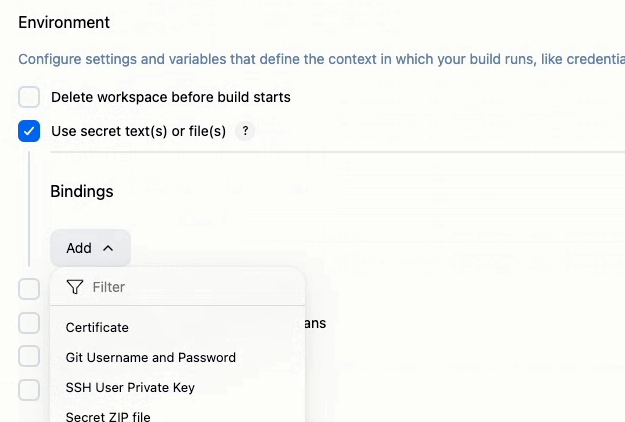 Environment
Configure settings and variables that define the context in which your build runs, like credentia
Delete workspace before build starts
Use secret text(s) or file(s) ?
Bindings
Add
Filter
ans
Certificate
Git Username and Password
SSH User Private Key
Secret ZIP file